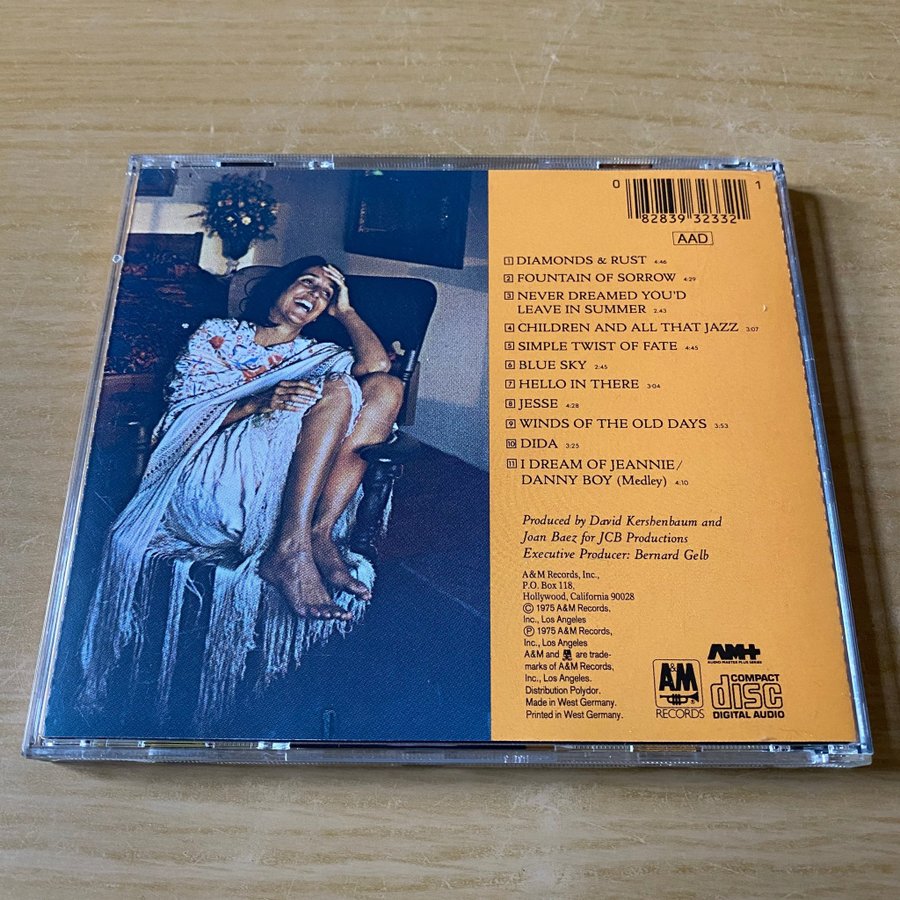 0 82839 32332 1
AAD
1 DIAMONDS & RUST 4:46
2 FOUNTAIN OF SORROW 4:29
3 NEVER DREAMED YOU'D
LEAVE IN SUMMER 2:43
4 CHILDREN AND ALL THAT JAZZ 3:07
5 SIMPLE TWIST OF FATE 4:45
6 BLUE SKY 2:45
7 HELLO IN THERE 3:04
8 JESSE 4:28
9 WINDS OF THE OLD DAYS 3:53
10 DIDA 3:25
11 I DREAM OF JEANNIE/
DANNY BOY (Medley) 4:10
Produced by David Kershenbaum and
Joan Baez for JCB Productions
Executive Producer: Bernard Gelb
A&M Records, Inc.,
P.O. Box 118,
Hollywood, California 90028
© 1975 A&M Records.
Inc., Los Angeles
℗ 1975 A&M Records,
Inc., Los Angeles
A&M and are trade-
marks of A&M Records,
Inc., Los Angeles.
Distribution Polydor.
Made in West Germany.
Printed in West Germany.
A&M
RECORDS
AM+
AUDIO MASTER PLUS SERIES
COMPACT
disc
DIGITAL AUDIO